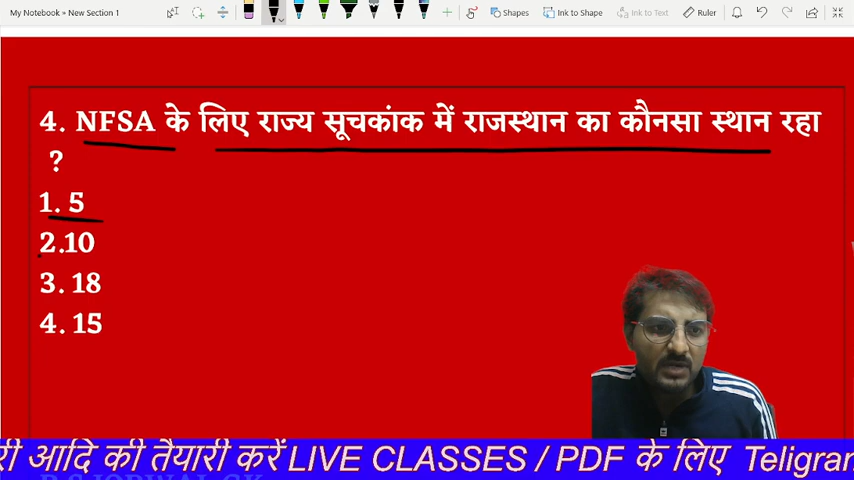 My Notebook » New Section 1
Shapes
Ink to Shape
Ink to Text
Ruler
4. NFSA के लिए राज्य सूचकांक में राजस्थान का कौनसा स्थान रहा
?
1. 5
2.10
3. 18
4. 15
री आदि की तैयारी करें LIVE CLASSES / PDF के लिए Teligran